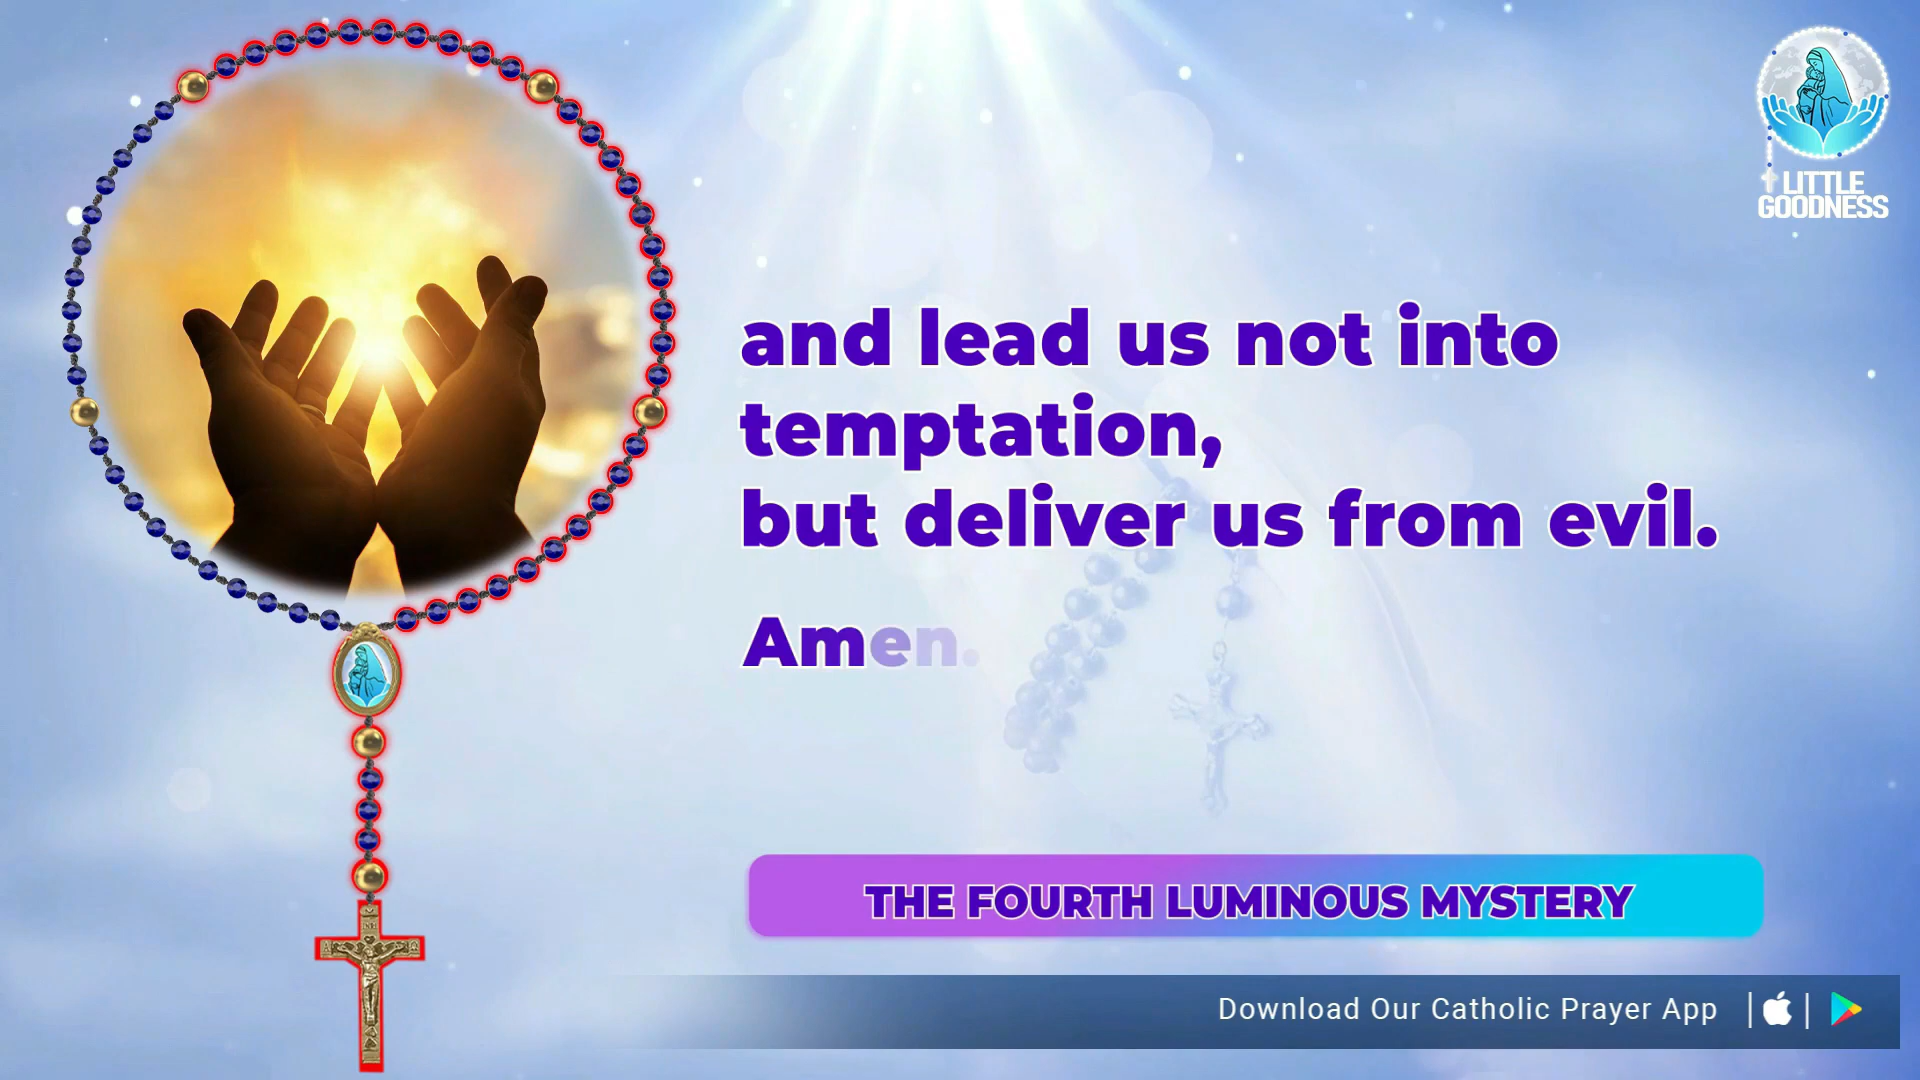 LITTLE
GOODNESS
and lead us not into
temptation,
but deliver us from evil.
Amen.
THE FOURTH LUMINOUS MYSTERY
Download Our Catholic Prayer App